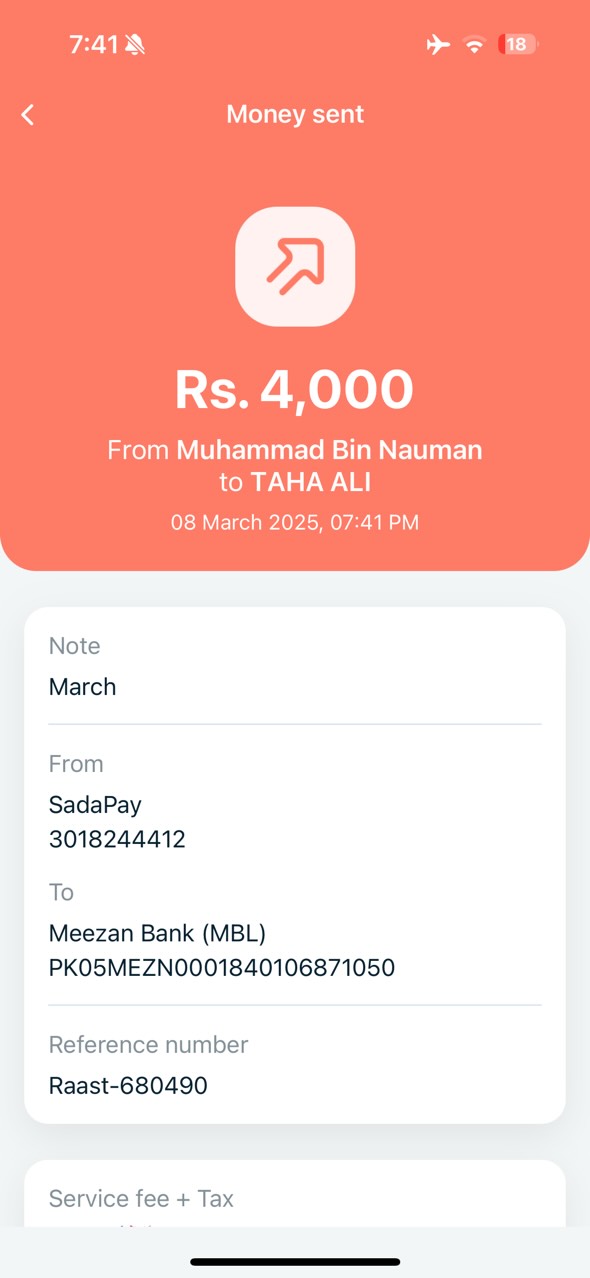 7:41
18
Money sent
Rs. 4,000
From Muhammad Bin Nauman
to TAHA ALI
08 March 2025, 07:41 PM
Note
March
From
SadaPay
3018244412
To
Meezan Bank (MBL)
PK05MEZN0001840106871050
Reference number
Raast-680490
Service fee + Tax